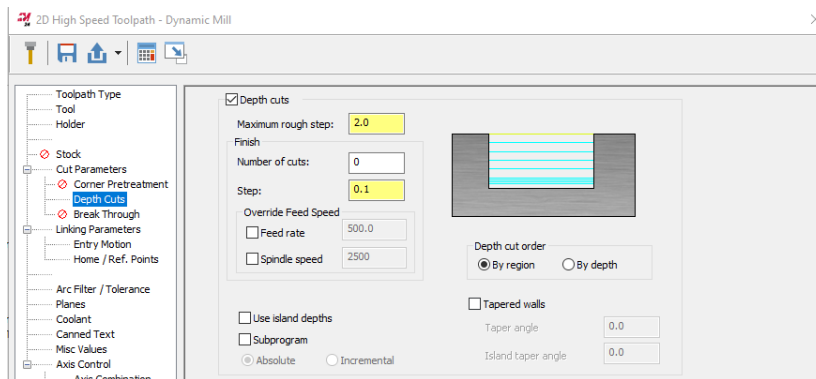 2D High Speed Toolpath - Dynamic Mill
Toolpath Type
Tool
Holder
Stock
Cut Parameters
Corner Pretreatment
Depth Cuts
Break Through
Linking Parameters
Entry Motion
Home / Ref. Points
Arc Filter / Tolerance
Planes
Coolant
Canned Text
Misc Values
Axis Control
Axis Combination
Depth cuts
Maximum rough step: 2.0
Finish
Number of cuts: 0
Step: 0.1
Override Feed Speed
Feed rate 500.0
Spindle speed 2500
Use island depths
Subprogram
Absolute Incremental
Depth cut order
By region By depth
Tapered walls
Taper angle 0.0
Island taper angle 0.0